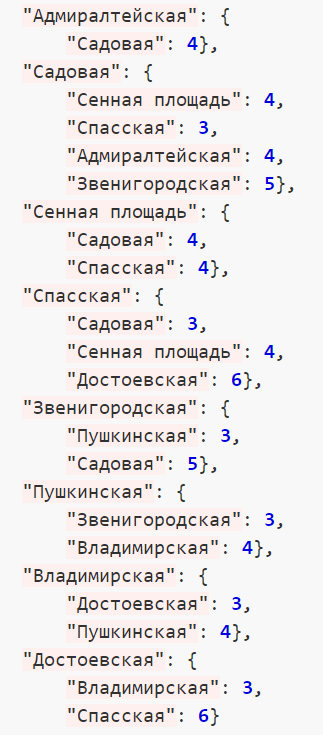 "Адмиралтейская": {
"Садовая": 4},
"Садовая": {
"Сенная площадь": 4,
"Спасская": 3,
"Адмиралтейская": 4,
"Звенигородская": 5},
"Сенная площадь": {
"Садовая": 4,
"Спасская": 4},
"Спасская": {
"Садовая": 3,
"Сенная площадь": 4,
"Достоевская": 6},
"Звенигородская": {
"Пушкинская": 3,
"Садовая": 5},
"Пушкинская": {
"Звенигородская": 3,
"Владимирская": 4},
"Владимирская": {
"Достоевская": 3,
"Пушкинская": 4},
"Достоевская": {
"Владимирская": 3,
"Спасская": 6}